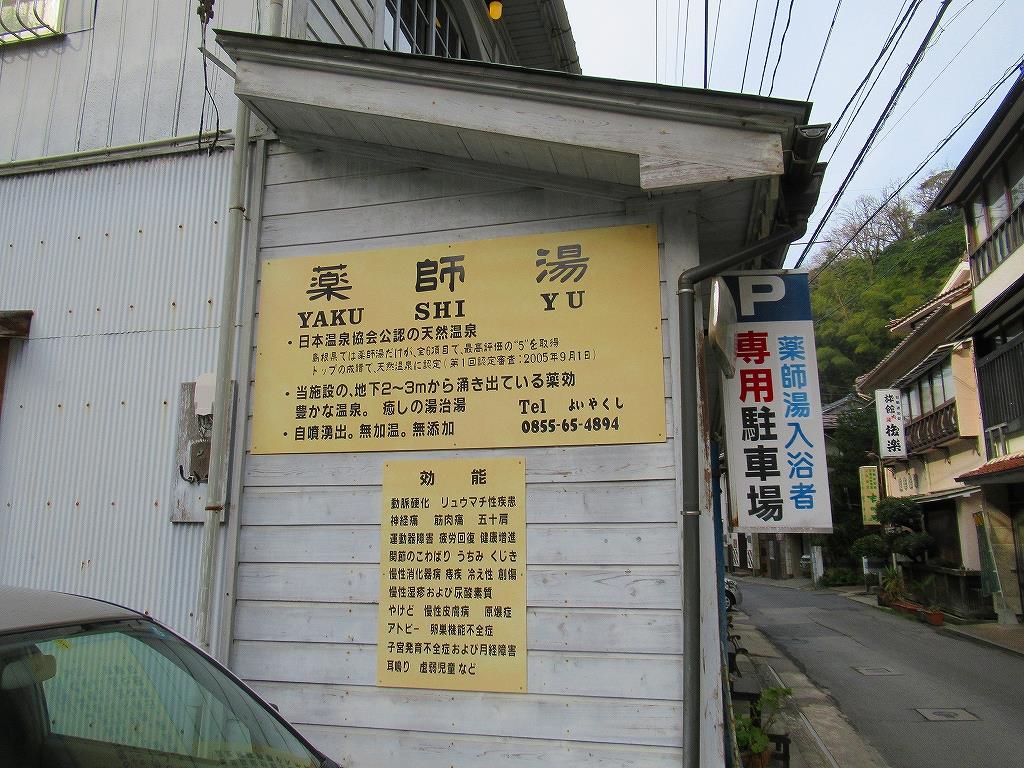 薬師湯
YAKU SHI YU
・日本温泉協会公認の天然温泉
島根県では薬師湯だけが、全6項目で、最高評価の"5"を取得
トップの成績で、天然温泉に認定(第1回認定審査:2005年9月1日)
・当施設の、地下2〜3mから湧き出ている薬効
豊かな温泉。癒しの湯治湯
・自噴湧出。無加温。無添加
Tel よいやくし
0855-65-4894
効能
動脈硬化 リュウマチ性疾患
神経痛 筋肉痛 五十肩
運動器障害 疲労回復 健康増進
関節のこわばり うちみ くじき
慢性消化器病 痔疾 冷え性 創傷
慢性湿疹および尿酸素質
やけど 慢性皮膚病 原爆症
アトピー 卵巣機能不全症
子宮発育不全症および月経障害
耳鳴り 虚弱児童 など
P
薬師湯入浴者
専用駐車場
旅館
後楽